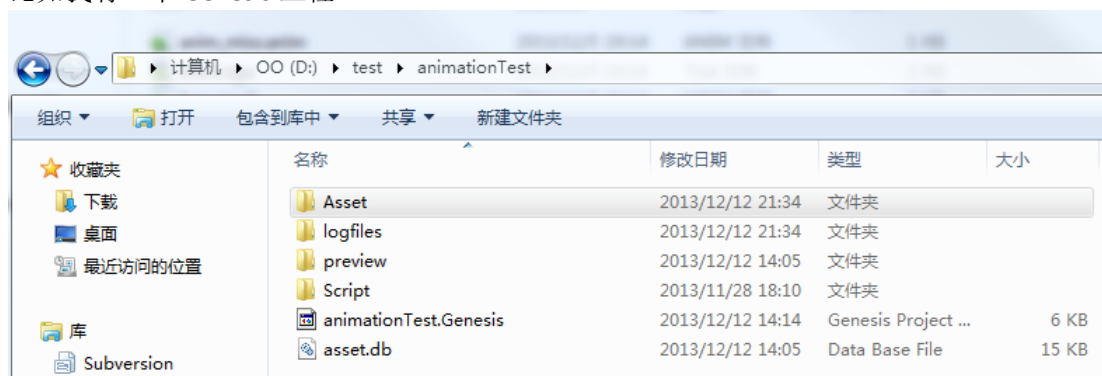 计算机 OO (D:) test animationTest
组织 打开 包含到库中 共享 新建文件夹
收藏夹
下载
桌面
最近访问的位置
库
Subversion
名称 修改日期 类型 大小
Asset 2013/12/12 21:34 文件夹
logfiles 2013/12/12 21:34 文件夹
preview 2013/12/12 14:05 文件夹
Script 2013/11/28 18:10 文件夹
animationTest.Genesis 2013/12/12 14:14 Genesis Project ... 6 KB
asset.db 2013/12/12 14:05 Data Base File 15 KB